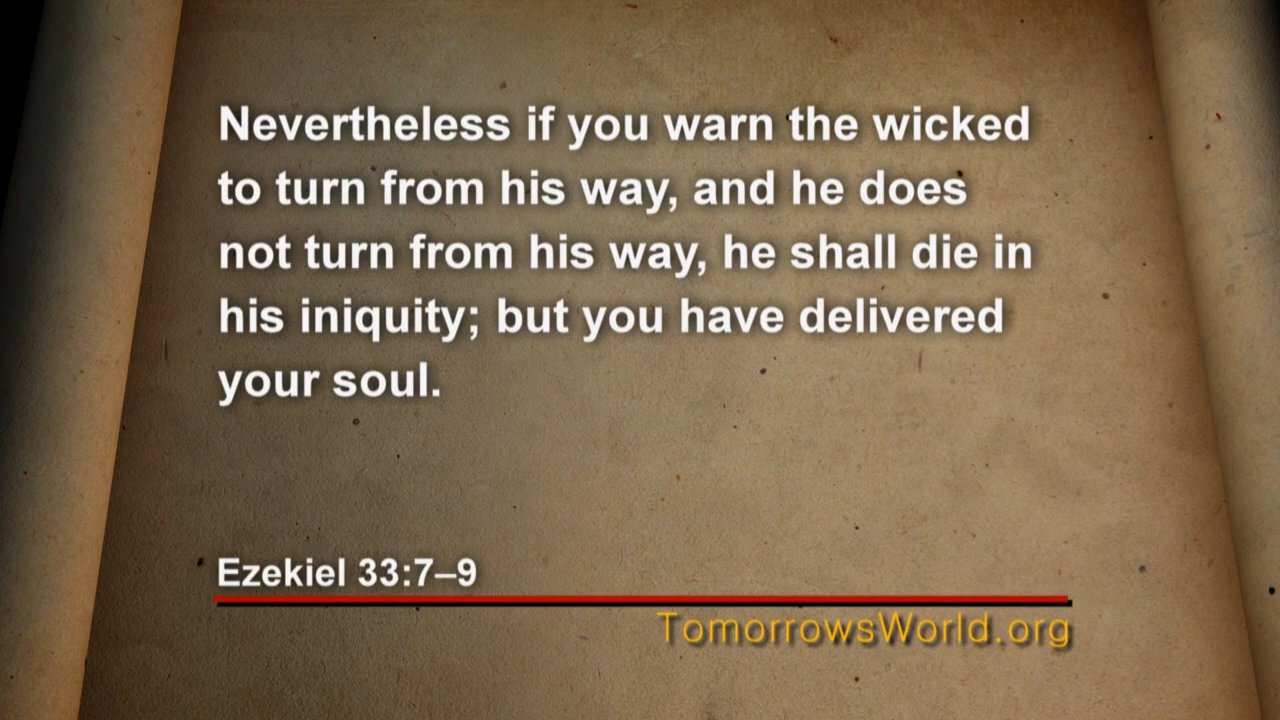 Nevertheless if you warn the wicked
to turn from his way, and he does
not turn from his way, he shall die in
his iniquity; but you have delivered
your soul.
Ezekiel 33:7–9
TomorrowsWorld.org